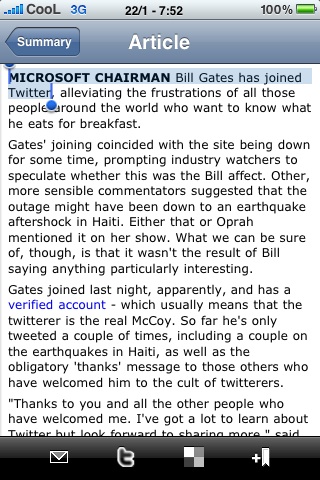 CooL 3G 22/1 - 7:52 100%
Summary Article
MICROSOFT CHAIRMAN Bill Gates has joined
Twitter, alleviating the frustrations of all those
people around the world who want to know what
he eats for breakfast.
Gates' joining coincided with the site being down
for some time, prompting industry watchers to
speculate whether this was the Bill affect. Other,
more sensible commentators suggested that the
outage might have been down to an earthquake
aftershock in Haiti. Either that or Oprah
mentioned it on her show. What we can be sure
of, though, is that it wasn't the result of Bill
saying anything particularly interesting.
Gates joined last night, apparently, and has a
verified account - which usually means that the
twitterer is the real McCoy. So far he's only
tweeted a couple of times, including a couple on
the earthquakes in Haiti, as well as the
obligatory 'thanks' message to those others who
have welcomed him to the cult of twitterers.
"Thanks to you and all the other people who
have welcomed me. I've got a lot to learn about
Twitter but look forward to sharing more," said